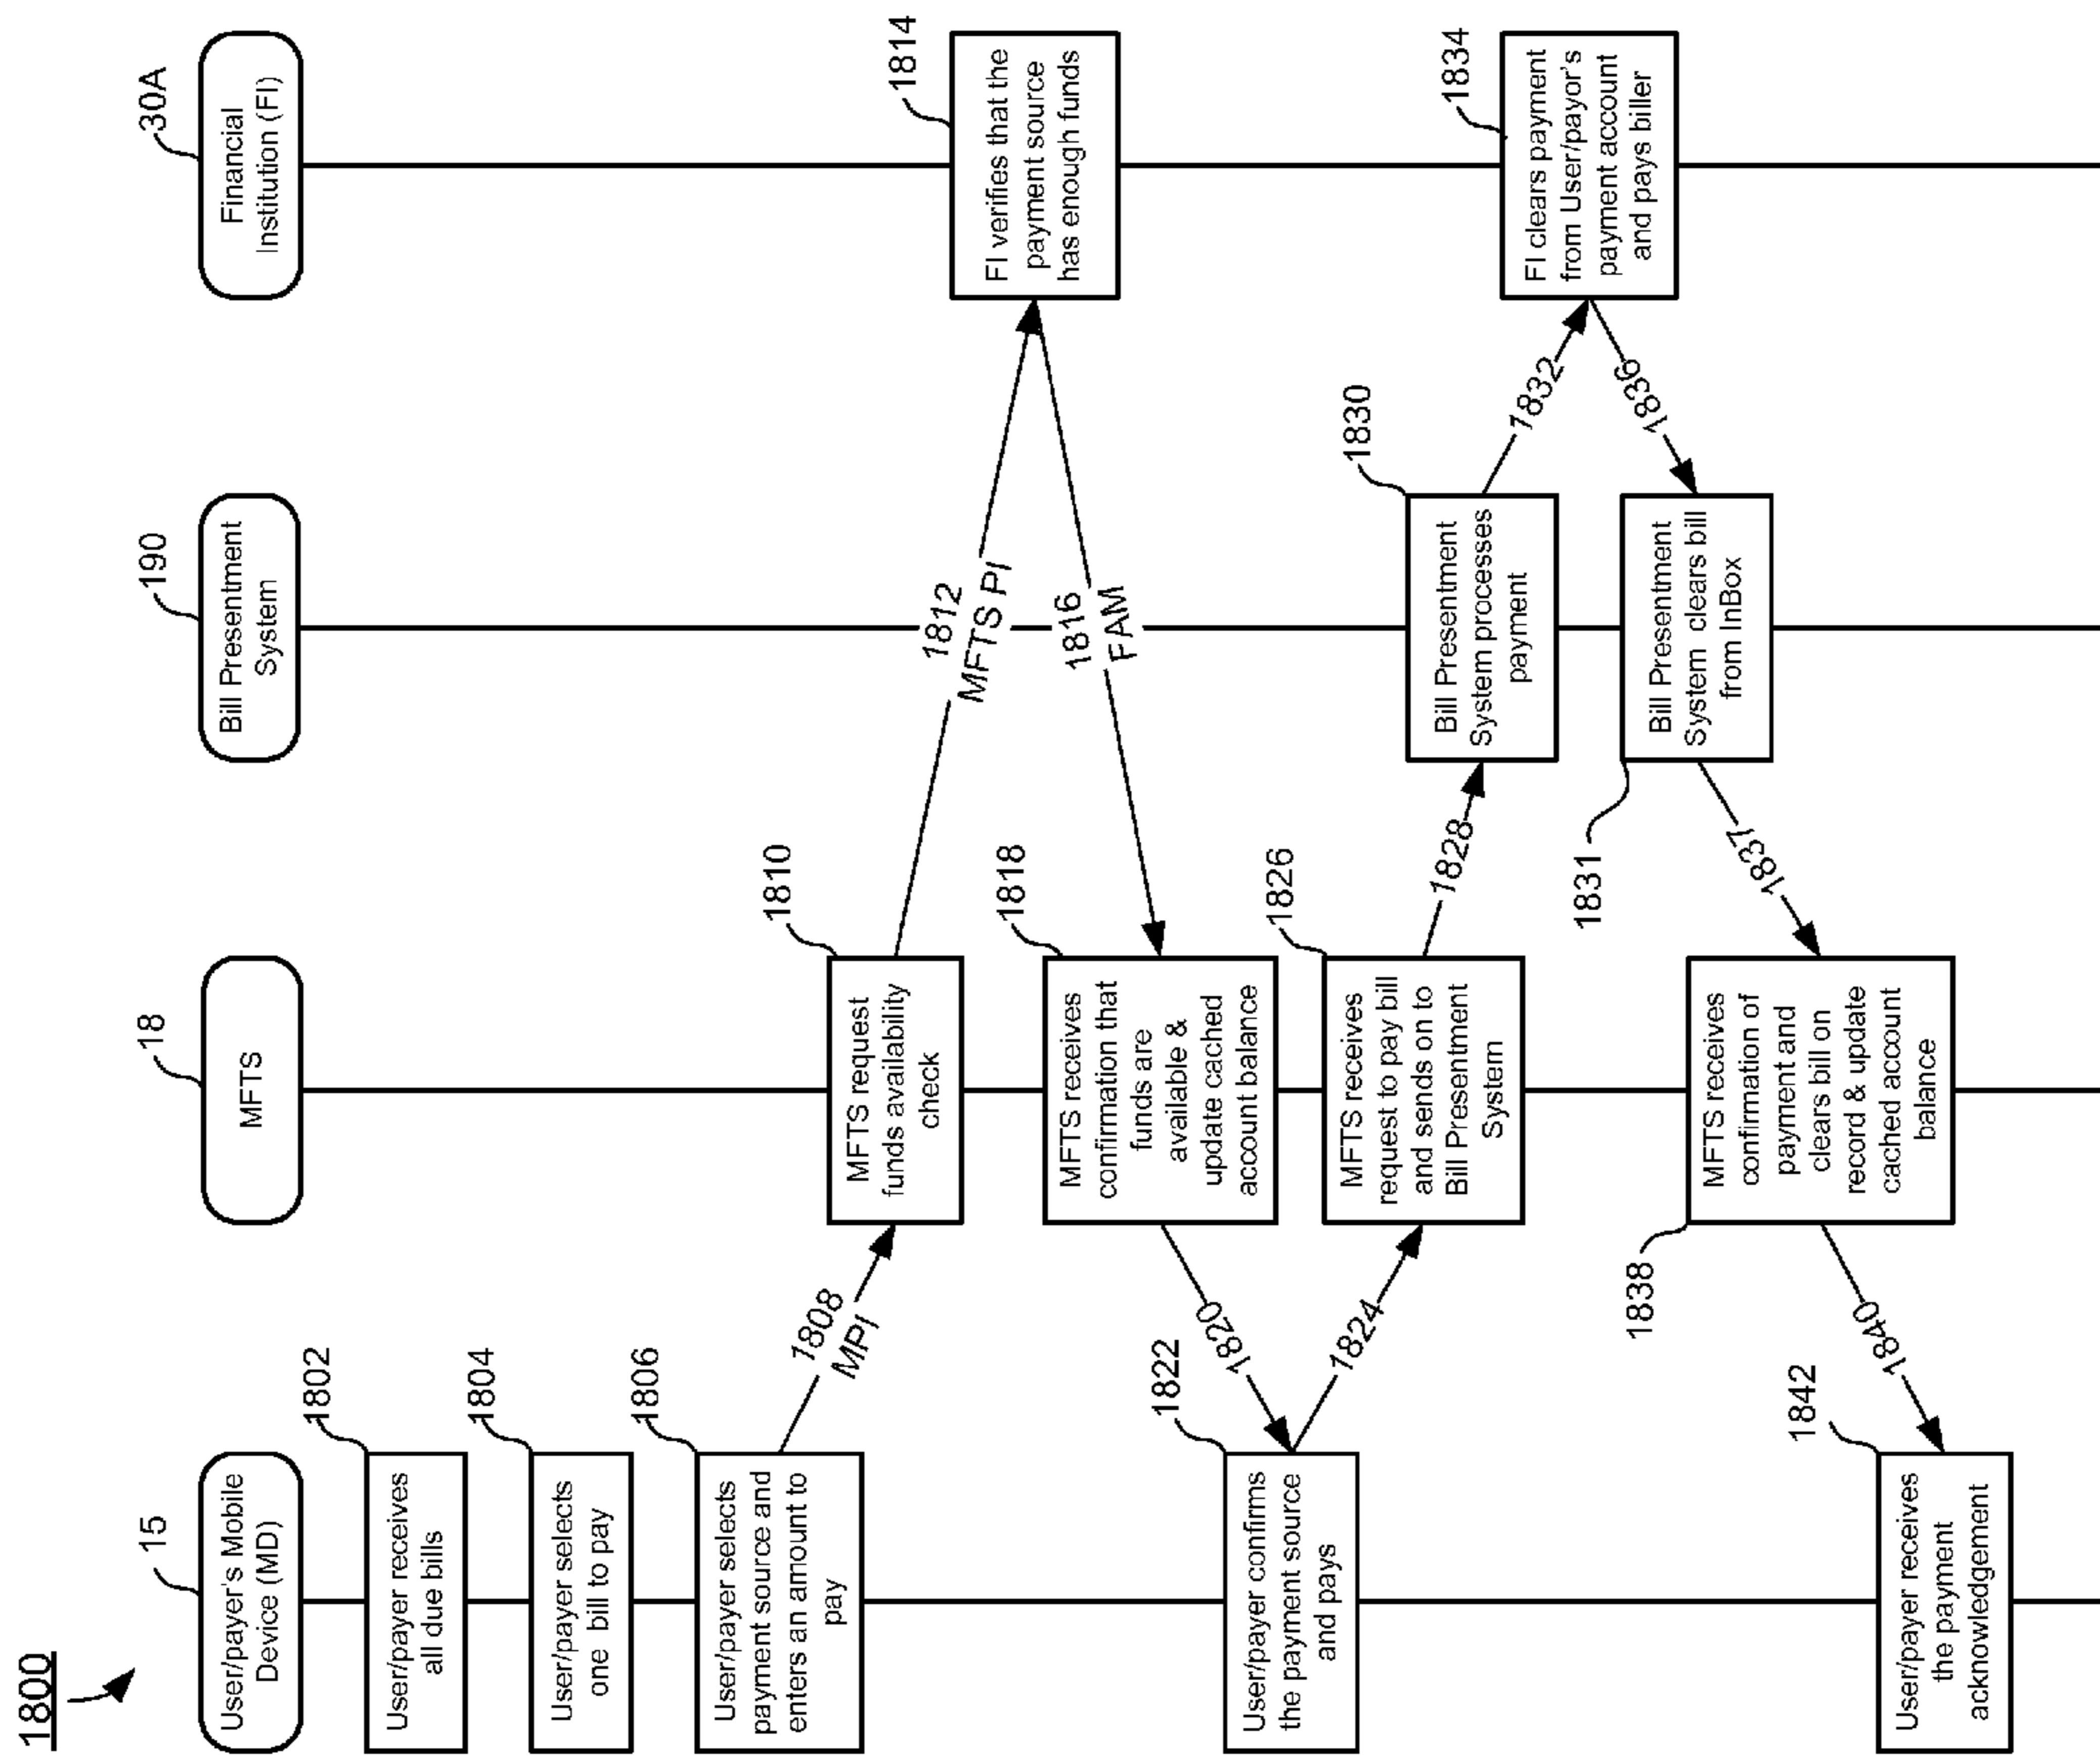 1800
15
User/payer's Mobile
Device (MD)
18
MFTS
190
Bill Presentment
System
30A
Financial
Institution (FI)
1802
User/payer receives
all due bills
1804
User/payer selects
one bill to pay
1806
User/payer selects
payment source and
enters an amount to
pay
1808
MPI
1810
MFTS request
funds availability
check
1812
MFTS PI
1814
FI verifies that the
payment source
has enough funds
1816
FAM
1818
MFTS receives
confirmation that
funds are
available &
update cached
account balance
1820
1822
User/payer confirms
the payment source
and pays
1824
1826
MFTS receives
request to pay bill
and sends on to
Bill Presentment
System
1828
1830
Bill Presentment
System processes
payment
1832
1834
FI clears payment
from User/payor's
payment account
and pays biller
1836
1831
Bill Presentment
System clears bill
from InBox
1837
1838
MFTS receives
confirmation of
payment and
clears bill on
record & update
cached account
balance
1840
1842
User/payer receives
the payment
acknowledgement